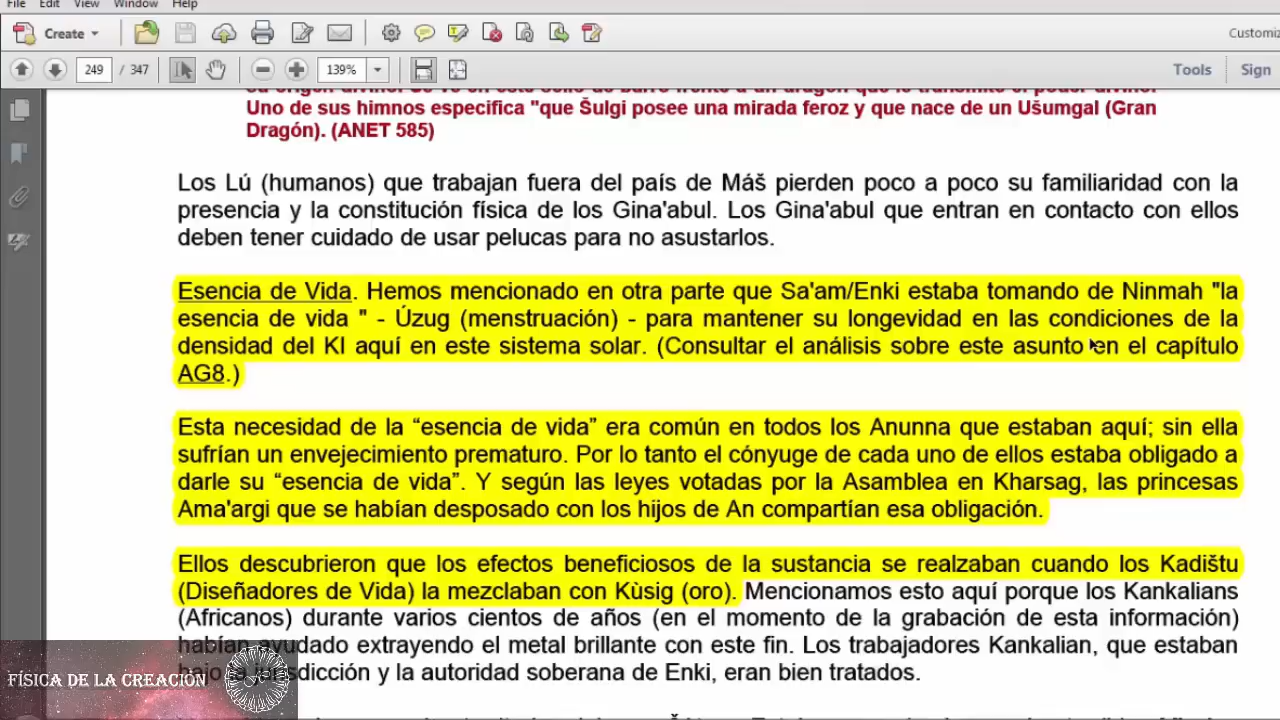 File Edit View Window Help
Create
Customiz
249 / 347
139%
Tools Sign
Uno de sus himnos especifica "que Šulgi posee una mirada feroz y que nace de un Ušumgal (Gran
Dragón). (ANET 585)
Los Lú (humanos) que trabajan fuera del país de Máš pierden poco a poco su familiaridad con la
presencia y la constitución física de los Gina'abul. Los Gina'abul que entran en contacto con ellos
deben tener cuidado de usar pelucas para no asustarlos.
Esencia de Vida. Hemos mencionado en otra parte que Sa'am/Enki estaba tomando de Ninmah "la
esencia de vida " - Úzug (menstruación) - para mantener su longevidad en las condiciones de la
densidad del KI aquí en este sistema solar. (Consultar el análisis sobre este asunto en el capítulo
AG8.)
Esta necesidad de la “esencia de vida” era común en todos los Anunna que estaban aquí; sin ella
sufrían un envejecimiento prematuro. Por lo tanto el cónyuge de cada uno de ellos estaba obligado a
darle su “esencia de vida”. Y según las leyes votadas por la Asamblea en Kharsag, las princesas
Ama'argi que se habían desposado con los hijos de An compartían esa obligación.
Ellos descubrieron que los efectos beneficiosos de la sustancia se realzaban cuando los Kadištu
(Diseñadores de Vida) la mezclaban con Kùsig (oro). Mencionamos esto aquí porque los Kankalians
(Africanos) durante varios cientos de años (en el momento de la grabación de esta información)
habían ayudado extrayendo el metal brillante con este fin. Los trabajadores Kankalian, que estaban
bajo la jurisdicción y la autoridad soberana de Enki, eran bien tratados.
FÍSICA DE LA CREACIÓN